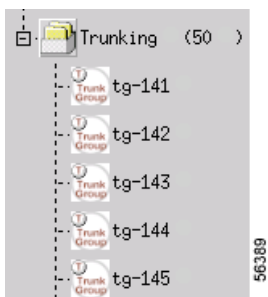 Trunking (50 )
T Trunk Group tg-141
T Trunk Group tg-142
T Trunk Group tg-143
T Trunk Group tg-144
T Trunk Group tg-145
56389